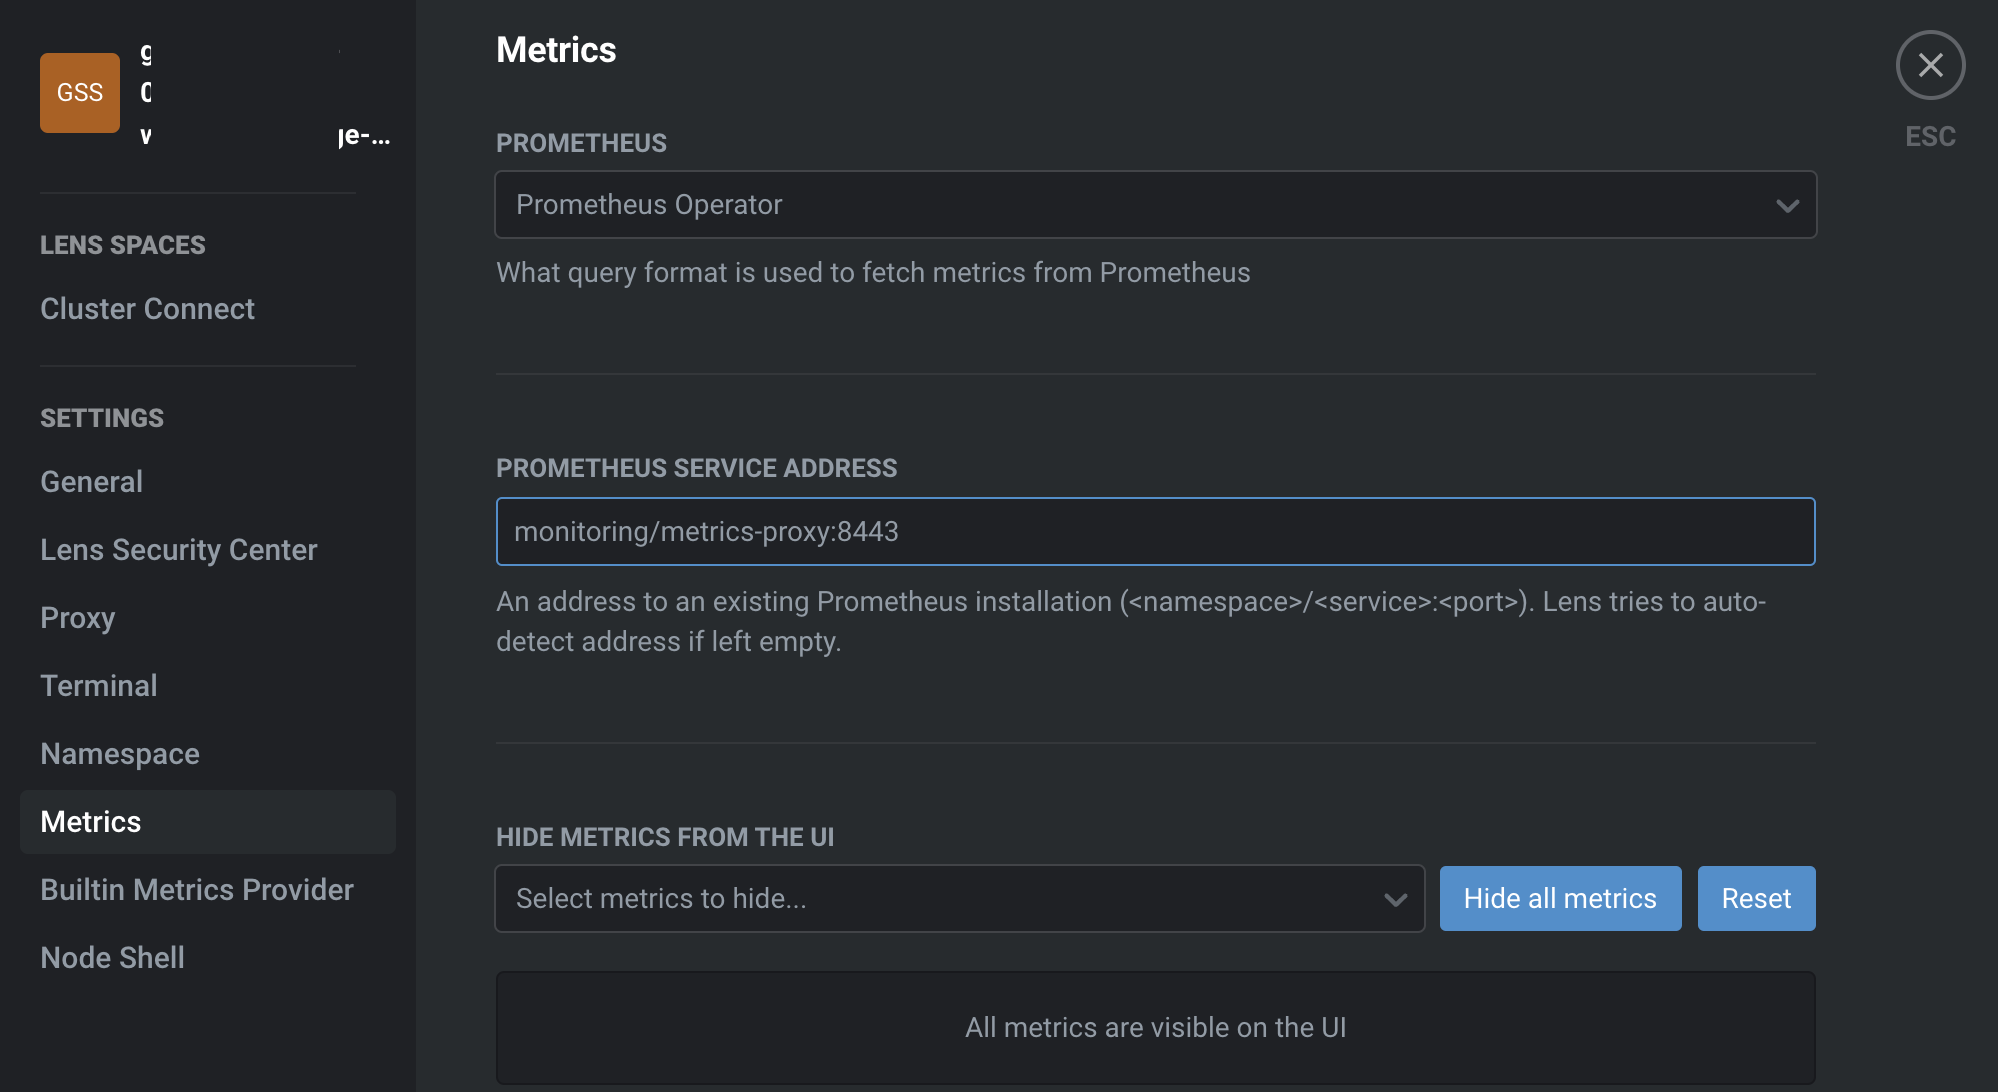 GSS
ge-...
LENS SPACES
Cluster Connect
SETTINGS
General
Lens Security Center
Proxy
Terminal
Namespace
Metrics
Builtin Metrics Provider
Node Shell
Metrics
ESC
PROMETHEUS
Prometheus Operator
What query format is used to fetch metrics from Prometheus
PROMETHEUS SERVICE ADDRESS
monitoring/metrics-proxy:8443
An address to an existing Prometheus installation (<namespace>/<service>:<port>). Lens tries to auto-
detect address if left empty.
HIDE METRICS FROM THE UI
Select metrics to hide...
Hide all metrics
Reset
All metrics are visible on the UI